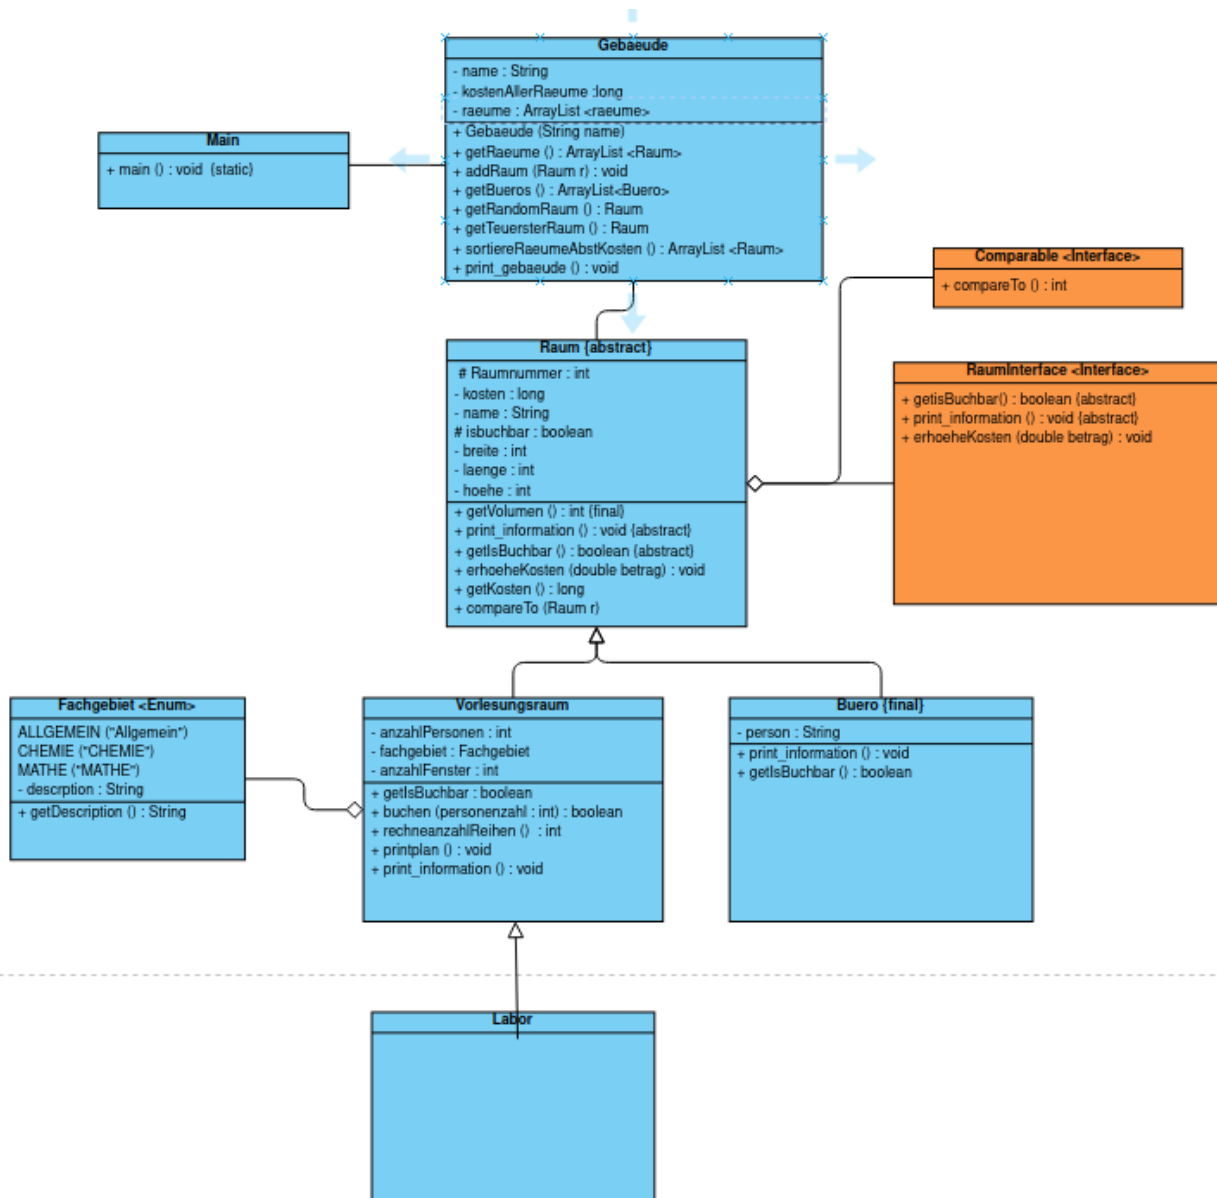 Gebaeude
- name : String
- kostenAllerRaeume :long
- raeume : ArrayList <raeume>
+ Gebaeude (String name)
+ getRaeume () : ArrayList <Raum>
+ addRaum (Raum r) : void
+ getBueros () : ArrayList<Buero>
+ getRandomRaum () : Raum
+ getTeuersterRaum () : Raum
+ sortiereRaeumeAbstKosten () : ArrayList <Raum>
+ print_gebaeude () : void
Main
+ main () : void {static}
Comparable <Interface>
+ compareTo () : int
Raum {abstract}
# Raumnummer : int
- kosten : long
- name : String
# isbuchbar : boolean
- breite : int
- laenge : int
- hoehe : int
+ getVolumen () : int {final}
+ print_information () : void {abstract}
+ getIsBuchbar () : boolean {abstract}
+ erhoeheKosten (double betrag) : void
+ getKosten () : long
+ compareTo (Raum r)
RaumInterface <Interface>
+ getisBuchbar() : boolean {abstract}
+ print_information () : void {abstract}
+ erhoeheKosten (double betrag) : void
Fachgebiet <Enum>
ALLGEMEIN ("Allgemein")
CHEMIE ("CHEMIE")
MATHE ("MATHE")
- descrption : String
+ getDescription () : String
Vorlesungsraum
- anzahlPersonen : int
- fachgebiet : Fachgebiet
- anzahlFenster : int
+ getIsBuchbar : boolean
+ buchen (personenzahl : int) : boolean
+ rechneanzahlReihen () : int
+ printplan () : void
+ print_information () : void
Buero {final}
- person : String
+ print_information () : void
+ getIsBuchbar () : boolean
Labor